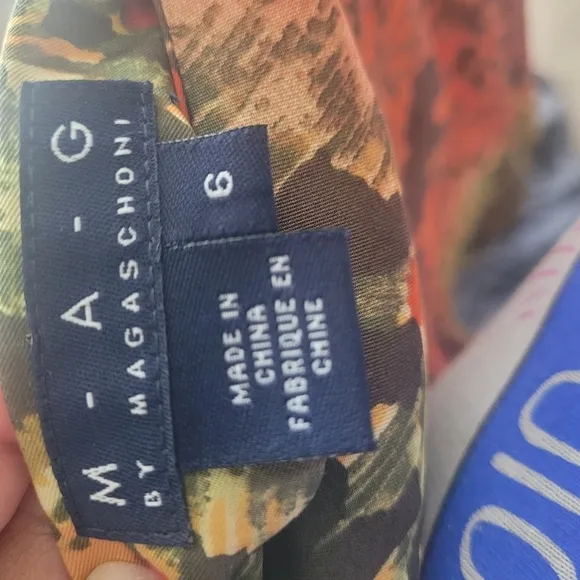 M - A - G
BY MAGASCHONI
6
MADE IN
CHINA
FABRIQUE EN
CHINE